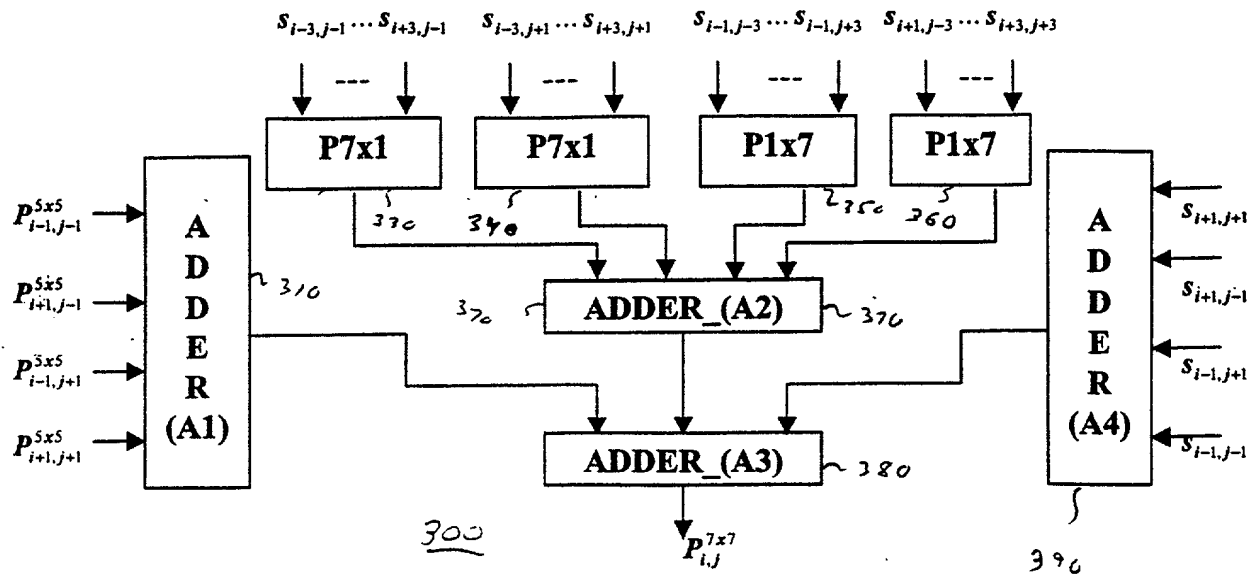 s_{i-3,j-1} ... s_{i+3,j-1} s_{i-3,j+1} ... s_{i+3,j+1} s_{i-1,j-3} ... s_{i-1,j+3} s_{i+1,j-3} ... s_{i+3,j+3}
--- --- --- ---
P7x1 P7x1 P1x7 P1x7
330 340 350 360
P^{5x5}_{i-1,j-1}
P^{5x5}_{i+1,j-1}
P^{5x5}_{i-1,j+1}
P^{5x5}_{i+1,j+1}
A
D
D
E
R
(A1)
310
370 ADDER_(A2) 370
ADDER_(A3) 380
A
D
D
E
R
(A4)
s_{i+1,j+1}
s_{i+1,j-1}
s_{i-1,j+1}
s_{i-1,j-1}
300
P^{7x7}_{i,j}
390